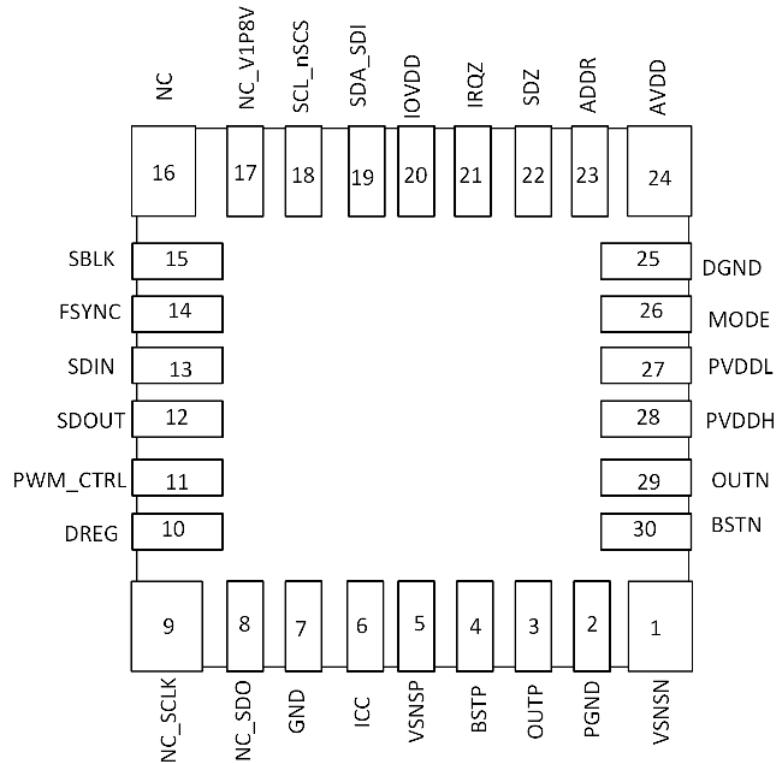 NC
NC_V1P8V
SCL_nSCS
SDA_SDI
IOVDD
IRQZ
SDZ
ADDR
AVDD
16
17
18
19
20
21
22
23
24
SBLK
15
25
DGND
FSYNC
14
26
MODE
SDIN
13
27
PVDDL
SDOUT
12
28
PVDDH
PWM_CTRL
11
29
OUTN
DREG
10
30
BSTN
9
8
7
6
5
4
3
2
1
NC_SCLK
NC_SDO
GND
ICC
VSNSP
BSTP
OUTP
PGND
VSNSN